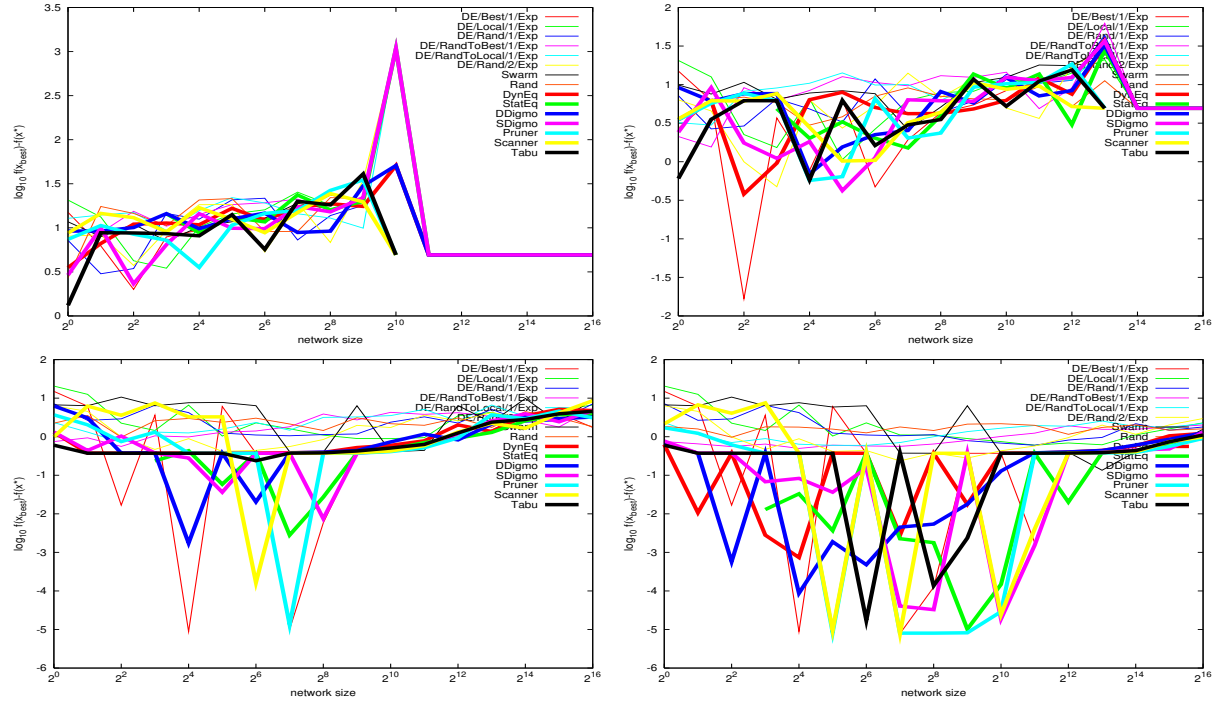 3.5
3
2.5
2
1.5
1
0.5
0
2^0
2^2
2^4
2^6
2^8
2^10
2^12
2^14
2^16
log10 f(xbest)-f(x*)
network size
DE/Best/1/Exp
DE/Local/1/Exp
DE/Rand/1/Exp
DE/RandToBest/1/Exp
DE/RandToLocal/1/Exp
DE/Rand/2/Exp
Swarm
Rand
DynEq
StatEq
DDigmo
SDigmo
Pruner
Scanner
Tabu
2
1.5
1
0.5
0
-0.5
-1
-1.5
-2
2^0
2^2
2^4
2^6
2^8
2^10
2^12
2^14
2^16
log10 f(xbest)-f(x*)
network size
DE/Best/1/Exp
DE/Local/1/Exp
DE/Rand/1/Exp
DE/RandToBest/1/Exp
DE/RandToLocal/1/Exp
DE/Rand/2/Exp
Swarm
Rand
DynEq
StatEq
DDigmo
SDigmo
Pruner
Scanner
Tabu
2
1
0
-1
-2
-3
-4
-5
-6
2^0
2^2
2^4
2^6
2^8
2^10
2^12
2^14
2^16
log10 f(xbest)-f(x*)
network size
DE/Best/1/Exp
DE/Local/1/Exp
DE/Rand/1/Exp
DE/RandToBest/1/Exp
DE/RandToLocal/1/Exp
Rand
DynEq
StatEq
DDigmo
SDigmo
Pruner
Scanner
Tabu
2
1
0
-1
-2
-3
-4
-5
-6
2^0
2^2
2^4
2^6
2^8
2^10
2^12
2^14
2^16
log10 f(xbest)-f(x*)
network size
DE/Best/1/Exp
DE/Local/1/Exp
DE/Rand/1/Exp
DE/RandToBest/1/Exp
DE/RandToLocal/1/Exp
DE/Rand/2/Exp
Swarm
Rand
DynEq
StatEq
DDigmo
SDigmo
Pruner
Scanner
Tabu